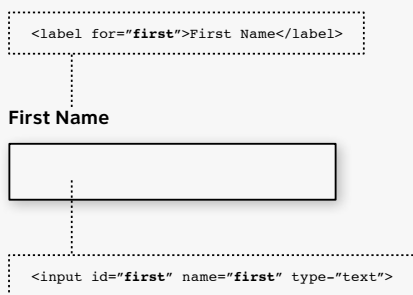 <label for="first">First Name</label>
First Name
<input id="first" name="first" type-"text">